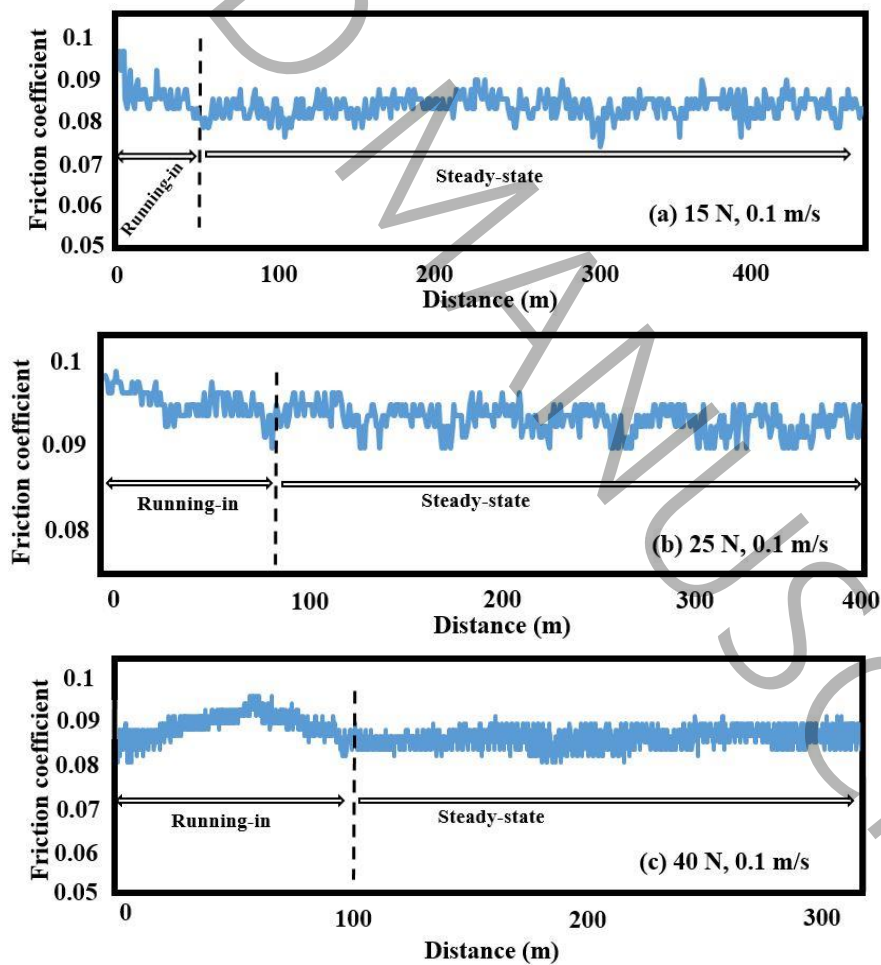 Friction coefficient
0.1
0.09
0.08
0.07
0.06
0.05
Running-in
Steady-state
(a) 15 N, 0.1 m/s
0 100 200 300 400
Distance (m)
Friction coefficient
0.1
0.09
0.08
Running-in
Steady-state
(b) 25 N, 0.1 m/s
0 100 200 300 400
Distance (m)
Friction coefficient
0.1
0.09
0.08
0.07
0.06
0.05
Running-in
Steady-state
(c) 40 N, 0.1 m/s
0 100 200 300
Distance (m)
D MANUSC